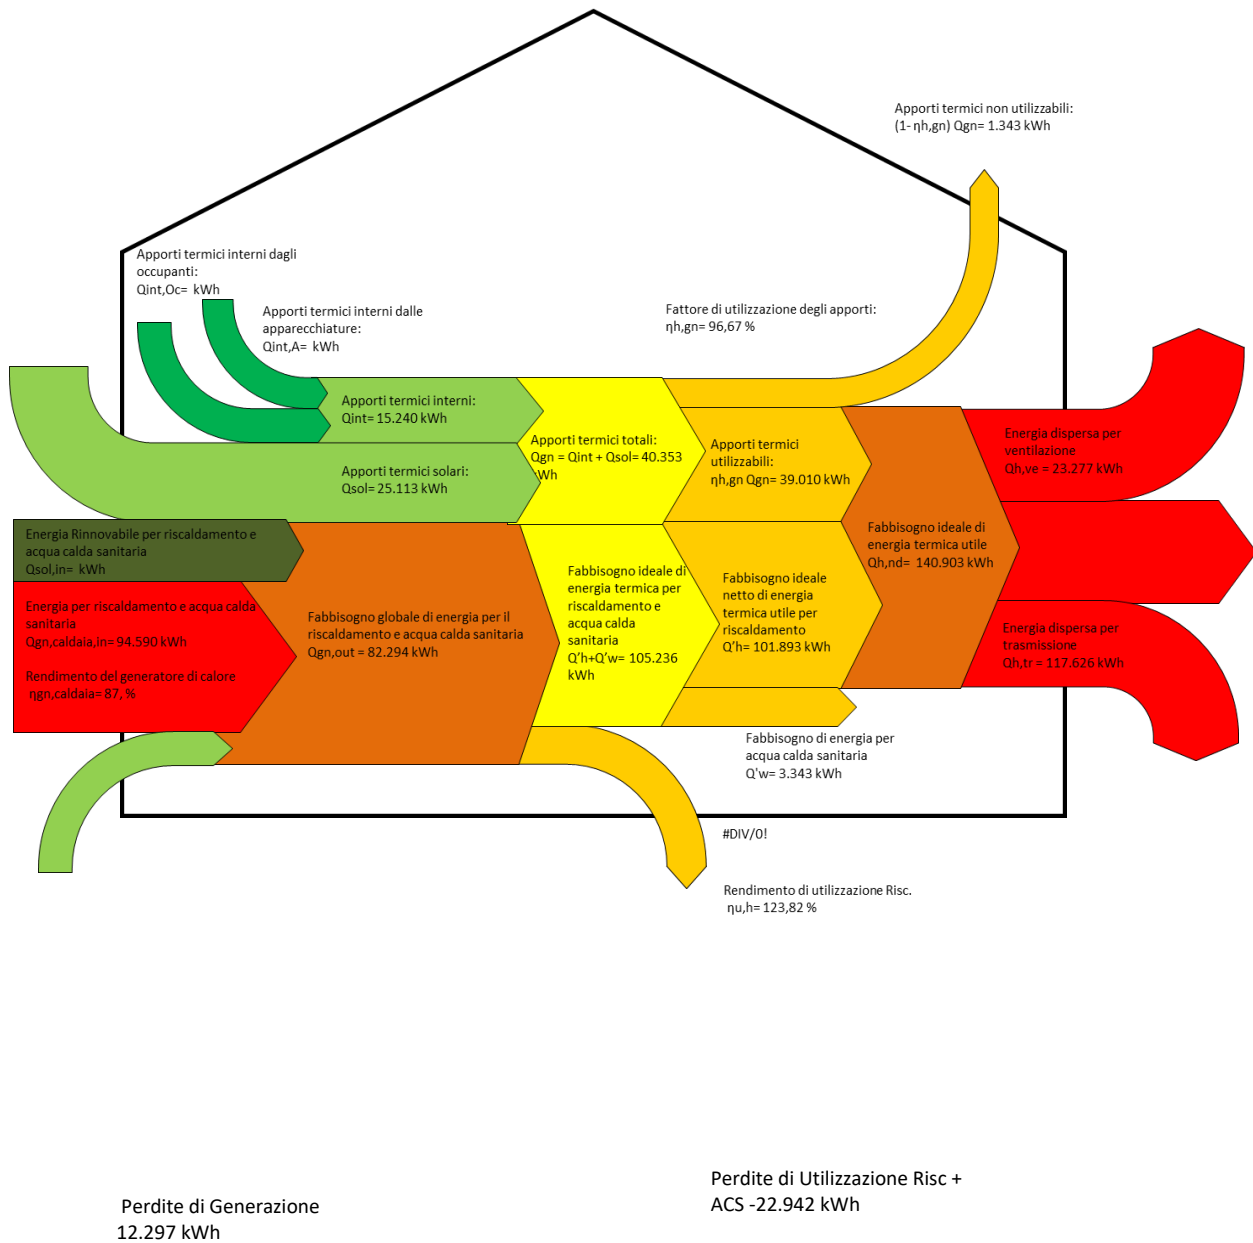 Apporti termici non utilizzabili:
(1- ηh,gn) Qgn= 1.343 kWh
Apporti termici interni dagli
occupanti:
Qint,Oc=  kWh
Apporti termici interni dalle
apparecchiature:
Qint,A=  kWh
Fattore di utilizzazione degli apporti:
ηh,gn= 96,67 %
Apporti termici interni:
Qint= 15.240 kWh
Apporti termici solari:
Qsol= 25.113 kWh
Apporti termici totali:
Qgn = Qint + Qsol= 40.353
kWh
Apporti termici
utilizzabili:
ηh,gn Qgn= 39.010 kWh
Energia dispersa per
ventilazione
Qh,ve = 23.277 kWh
Fabbisogno ideale di
energia termica utile
Qh,nd=  140.903 kWh
Energia Rinnovabile per riscaldamento e
acqua calda sanitaria
Qsol,in=  kWh
Energia per riscaldamento e acqua calda
sanitaria
Qgn,caldaia,in= 94.590 kWh
Rendimento del generatore di calore
ηgn,caldaia= 87, %
Fabbisogno globale di energia per il
riscaldamento e acqua calda sanitaria
Qgn,out = 82.294 kWh
Fabbisogno ideale di
energia termica per
riscaldamento e
acqua calda
sanitaria
Q’h+Q’w= 105.236
kWh
Fabbisogno ideale
netto di energia
termica utile per
riscaldamento
Q’h= 101.893 kWh
Energia dispersa per
trasmissione
Qh,tr = 117.626 kWh
Fabbisogno di energia per
acqua calda sanitaria
Q'w= 3.343 kWh
#DIV/0!
Rendimento di utilizzazione Risc.
ηu,h= 123,82 %
Perdite di Generazione
12.297 kWh
Perdite di Utilizzazione Risc +
ACS -22.942 kWh